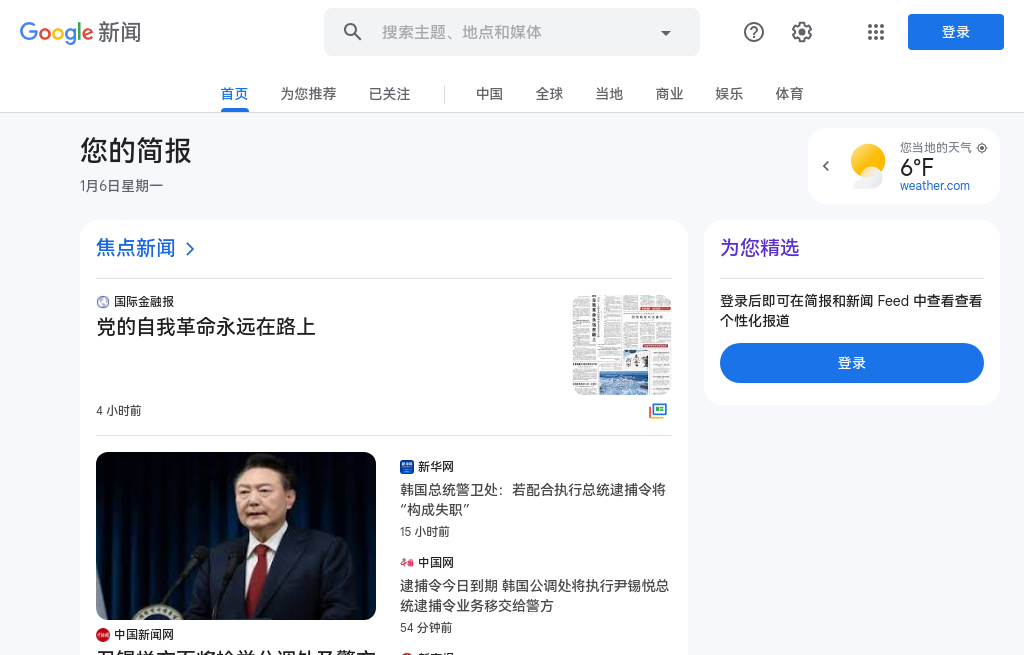 Google 新闻
搜索主题、地点和媒体
登录
首页
为您推荐
已关注
中国
全球
当地
商业
娱乐
体育
您的简报
1月6日星期一
您当地的天气
6°F
weather.com
焦点新闻
国际金融报
党的自我革命永远在路上
4 小时前
新华网
韩国总统警卫处：若配合执行总统逮捕令将
“构成失职”
15 小时前
中国网
逮捕令今日到期 韩国公调处将执行尹锡悦总
统逮捕令业务移交给警方
54 分钟前
中国新闻网
为您精选
登录后即可在简报和新闻 Feed 中查看查看
个性化报道
登录